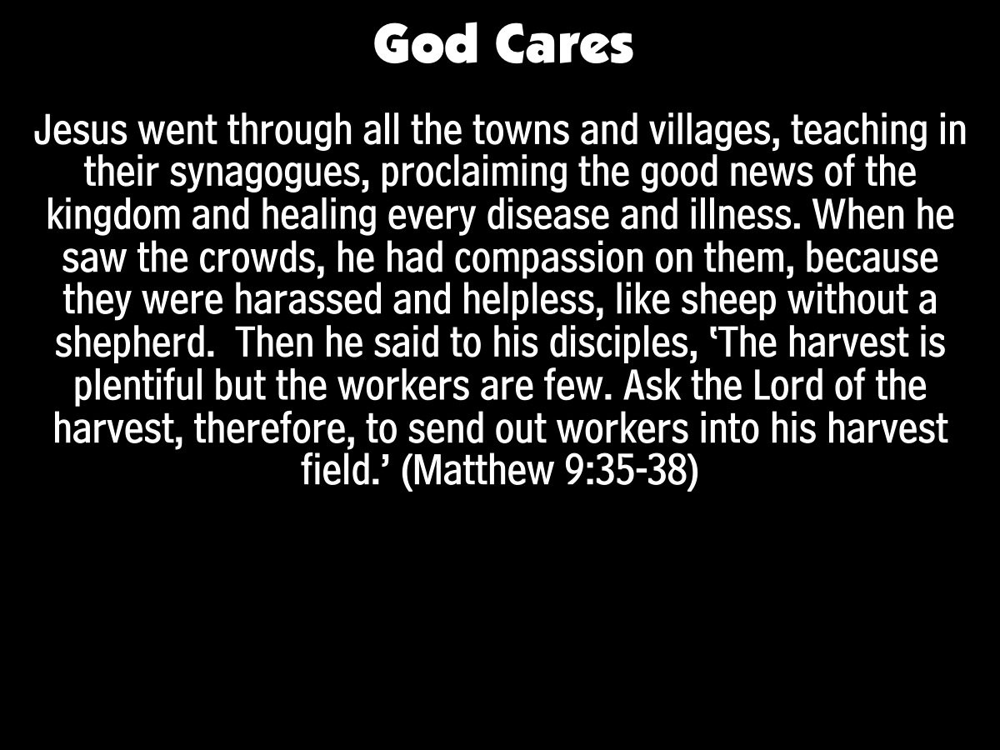 God Cares
Jesus went through all the towns and villages, teaching in
their synagogues, proclaiming the good news of the
kingdom and healing every disease and illness. When he
saw the crowds, he had compassion on them, because
they were harassed and helpless, like sheep without a
shepherd.  Then he said to his disciples, ‛The harvest is
plentiful but the workers are few. Ask the Lord of the
harvest, therefore, to send out workers into his harvest
field.’ (Matthew 9:35-38)